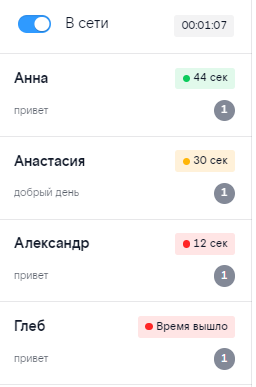 В сети 00:01:07
Анна 44 сек
привет 1
Анастасия 30 сек
добрый день 1
Александр 12 сек
привет 1
Глеб Время вышло
привет 1